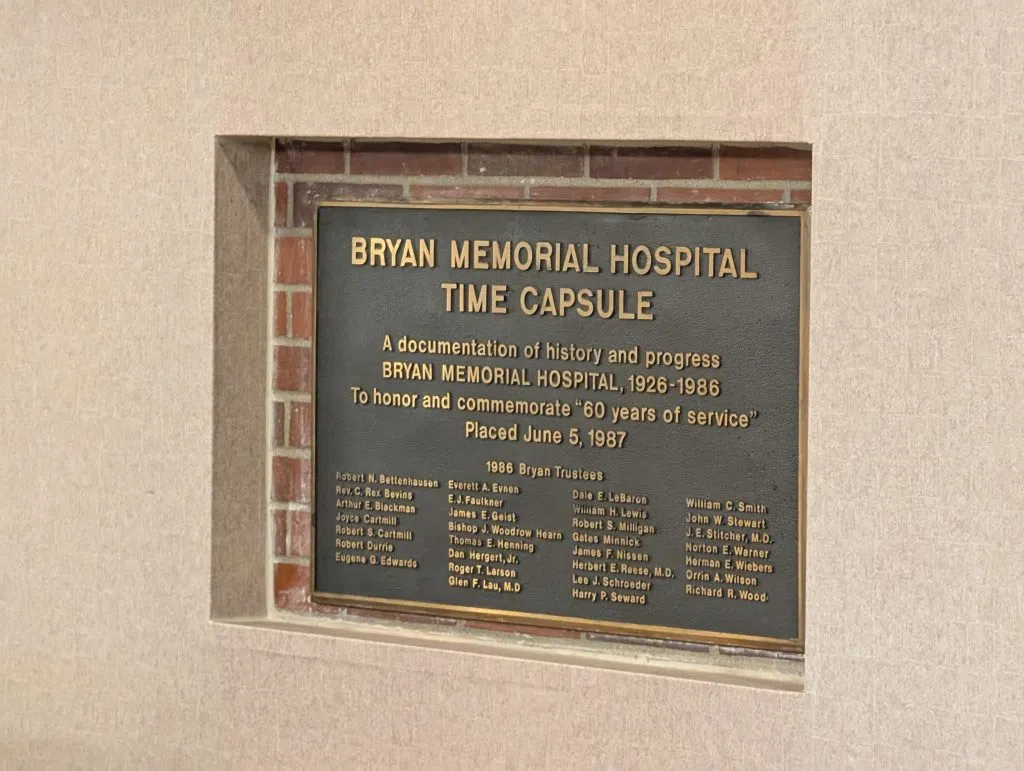 BRYAN MEMORIAL HOSPITAL
TIME CAPSULE
A documentation of history and progress
BRYAN MEMORIAL HOSPITAL, 1926-1986
To honor and commemorate “60 years of service”
Placed June 5, 1987
1986 Bryan Trustees
Robert N. Bettenhausen
Rev. C. Rex Bevins
Arthur E. Blackman
Joyce Cartmill
Robert S. Cartmill
Robert Durrie
Eugene G. Edwards
Everett A. Evnen
E.J. Faulkner
James E. Geist
Bishop J. Woodrow Hearn
Thomas E. Henning
Dan Hergert, Jr.
Roger T. Larson
Glen F. Lau, M.D
Dale E. LeBaron
William H. Lewis
Robert S. Milligan
Gates Minnick
James F. Nissen
Herbert E. Reese, M.D.
Lee J. Schroeder
Harry P. Seward
William C. Smith
John W. Stewart
J. E. Stitcher, M.D.
Norton E. Warner
Herman E. Wiebers
Orrin A. Wilson
Richard R. Wood